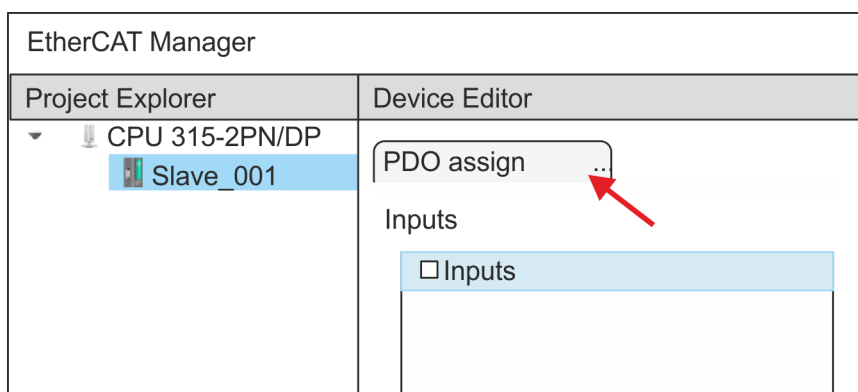 EtherCAT Manager
Project Explorer
Device Editor
CPU 315-2PN/DP
Slave_001
PDO assign ...
Inputs
Inputs